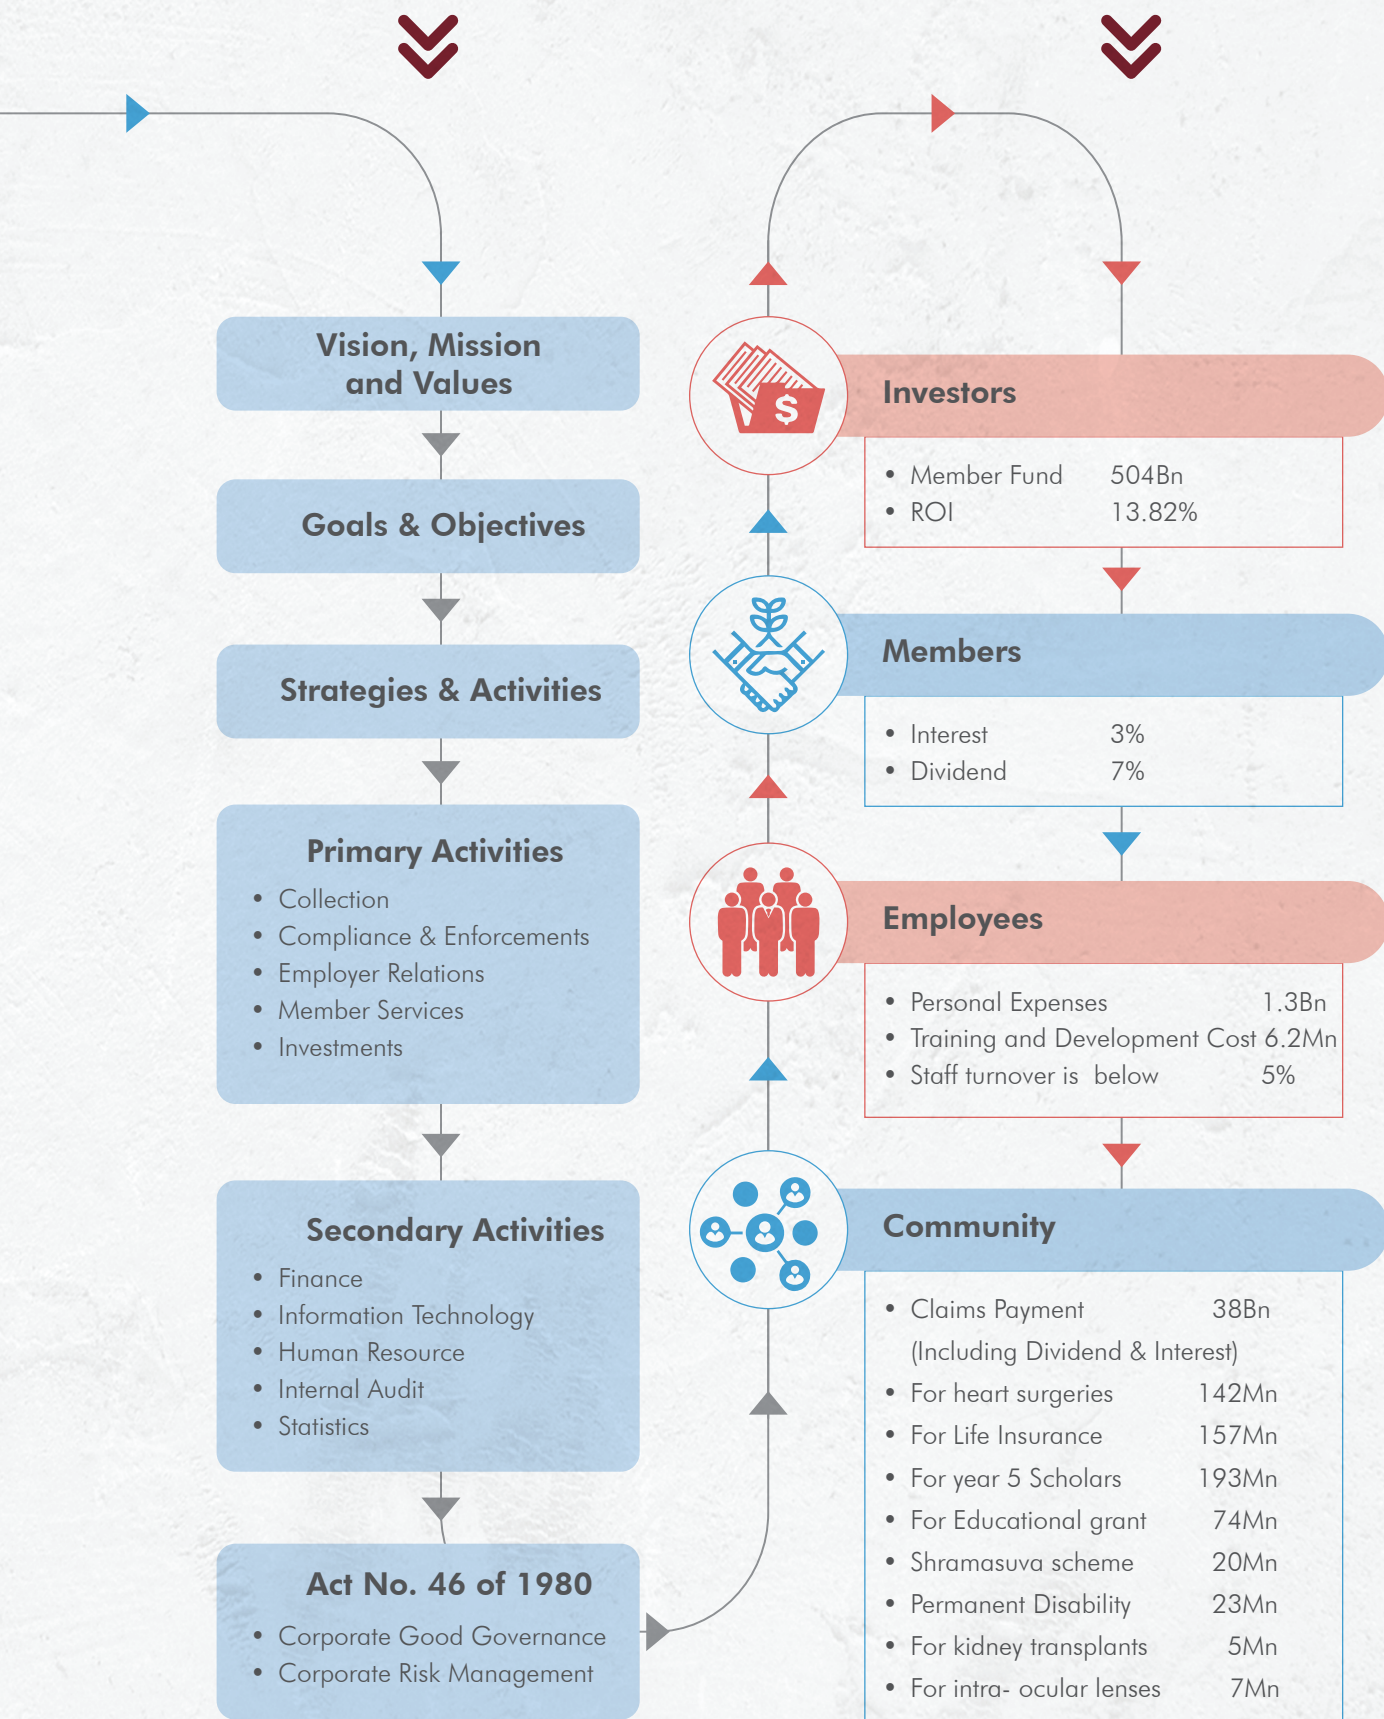 Vision, Mission
and Values
Goals & Objectives
Strategies & Activities
Primary Activities
• Collection
• Compliance & Enforcements
• Employer Relations
• Member Services
• Investments
Secondary Activities
• Finance
• Information Technology
• Human Resource
• Internal Audit
• Statistics
Act No. 46 of 1980
• Corporate Good Governance
• Corporate Risk Management
$
Investors
• Member Fund 504Bn
• ROI 13.82%
Members
• Interest 3%
• Dividend 7%
Employees
• Personal Expenses 1.3Bn
• Training and Development Cost 6.2Mn
• Staff turnover is below 5%
Community
• Claims Payment 38Bn
(Including Dividend & Interest)
• For heart surgeries 142Mn
• For Life Insurance 157Mn
• For year 5 Scholars 193Mn
• For Educational grant 74Mn
• Shramasuva scheme 20Mn
• Permanent Disability 23Mn
• For kidney transplants 5Mn
• For intra- ocular lenses 7Mn